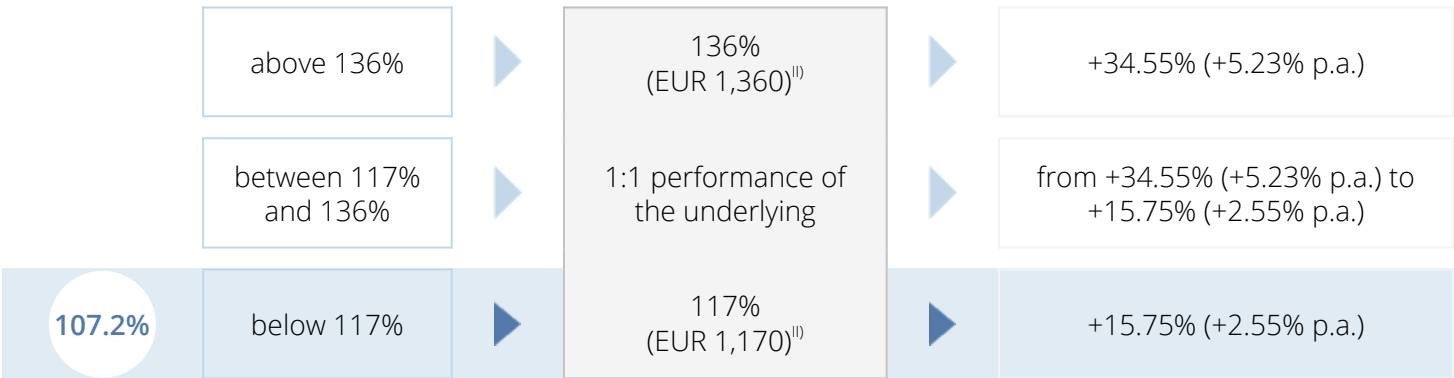 above 136%
136%
(EUR 1,360)II)
+34.55% (+5.23% p.a.)
between 117%
and 136%
1:1 performance of
the underlying
from +34.55% (+5.23% p.a.) to
+15.75% (+2.55% p.a.)
107.2%
below 117%
117%
(EUR 1,170)II)
+15.75% (+2.55% p.a.)